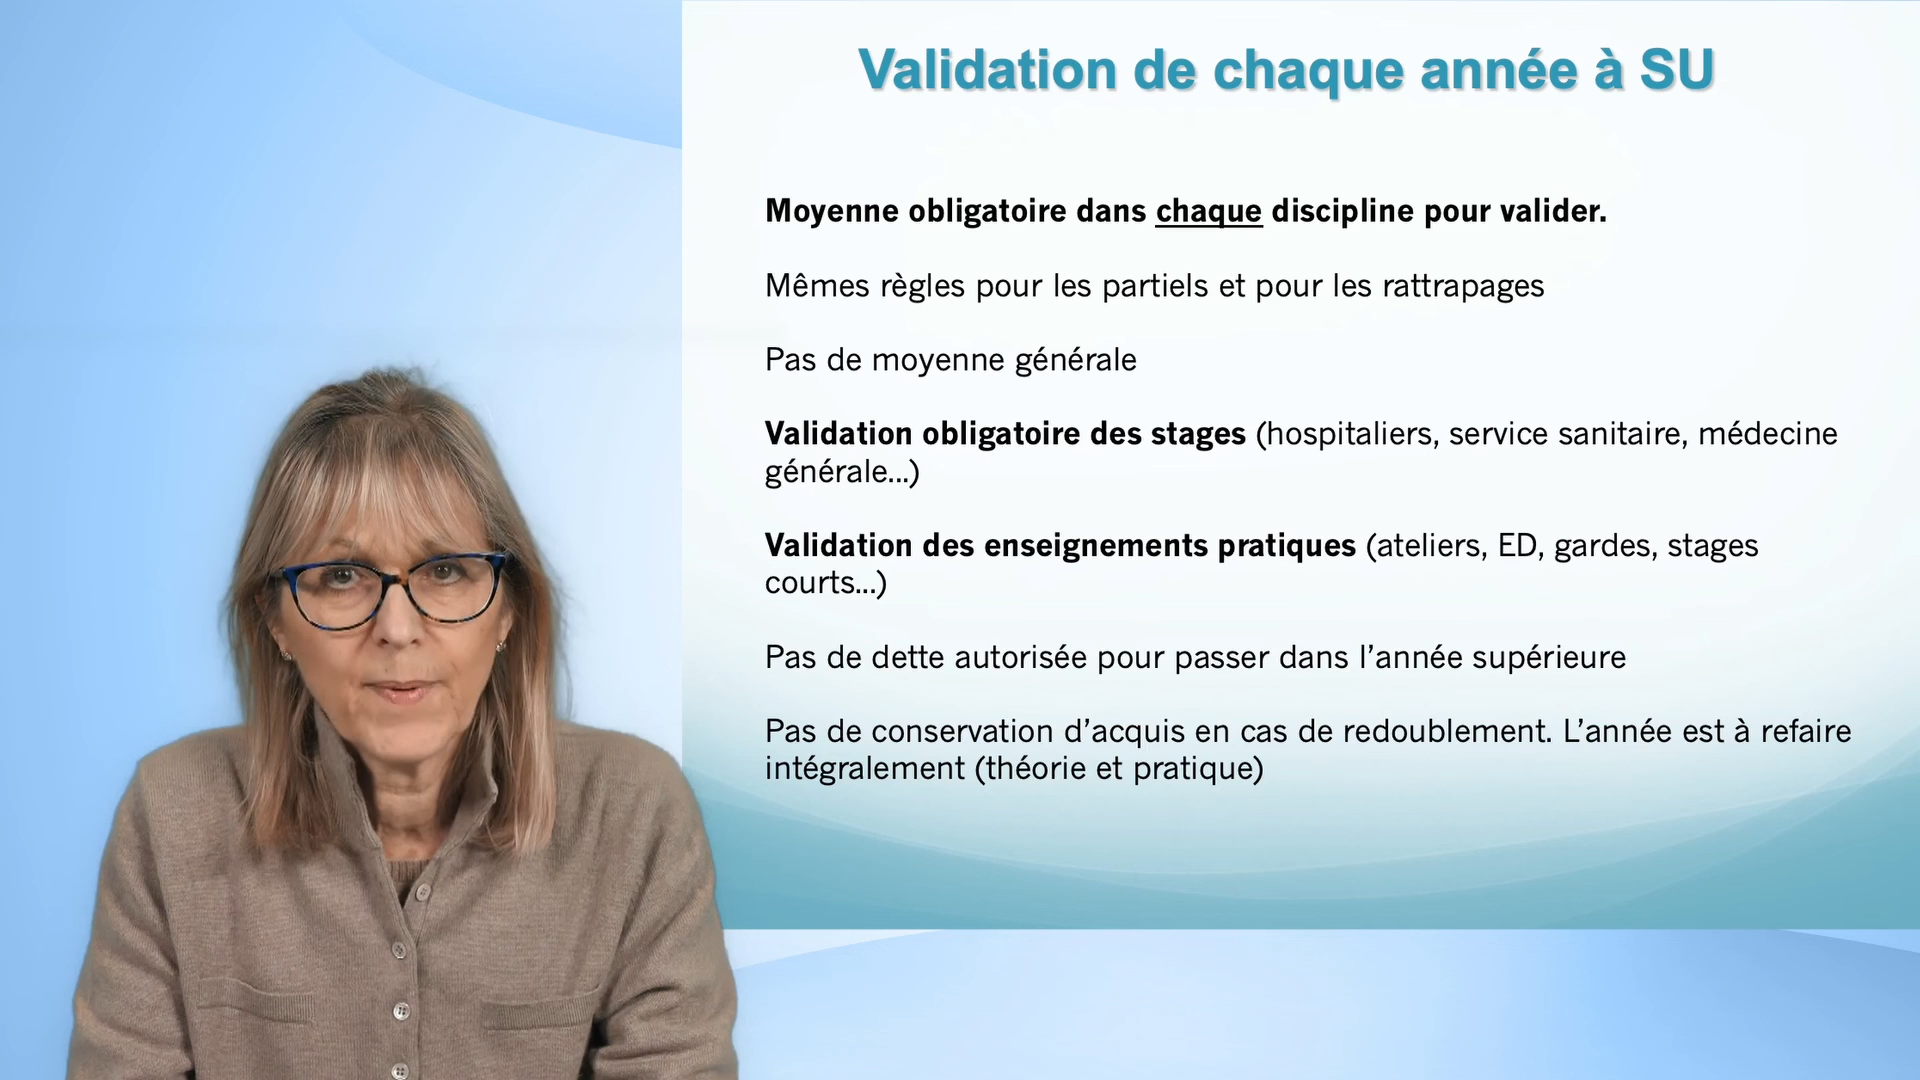 Validation de chaque année à SU
Moyenne obligatoire dans chaque discipline pour valider.
Mêmes règles pour les partiels et pour les rattrapages
Pas de moyenne générale
Validation obligatoire des stages (hospitaliers, service sanitaire, médecine
générale...)
Validation des enseignements pratiques (ateliers, ED, gardes, stages
courts...)
Pas de dette autorisée pour passer dans l’année supérieure
Pas de conservation d’acquis en cas de redoublement. L’année est à refaire
intégralement (théorie et pratique)